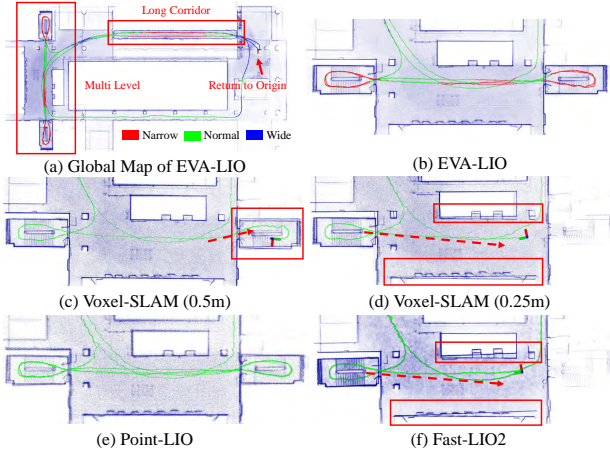 Long Corridor
Multi Level
Return to Origin
Narrow Normal Wide
(a) Global Map of EVA-LIO
(b) EVA-LIO
(c) Voxel-SLAM (0.5m)
(d) Voxel-SLAM (0.25m)
(e) Point-LIO
(f) Fast-LIO2